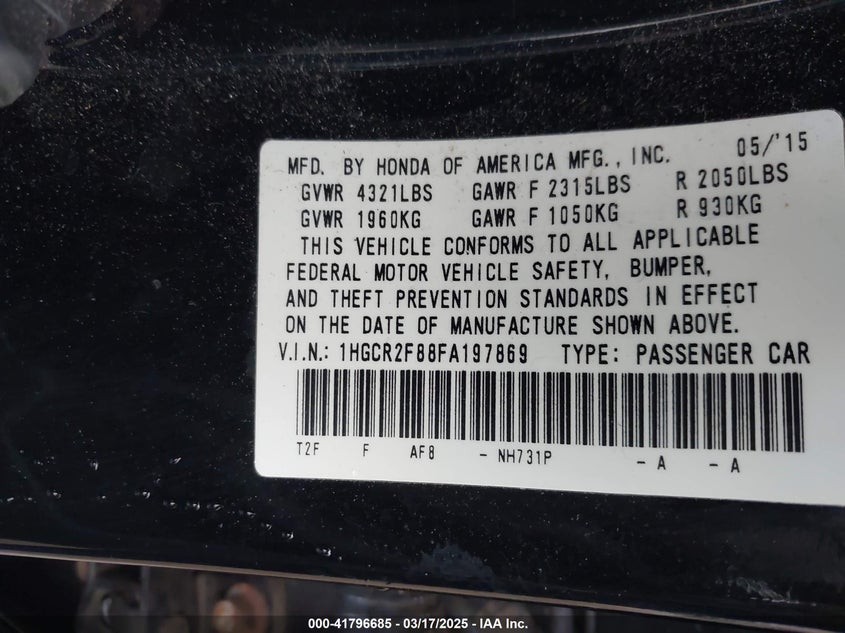 MFD. BY HONDA OF AMERICA MFG., INC. 05/'15
GVWR 4321LBS GAWR F 2315LBS R 2050LBS
GVWR 1960KG GAWR F 1050KG R 930KG
THIS VEHICLE CONFORMS TO ALL APPLICABLE
FEDERAL MOTOR VEHICLE SAFETY, BUMPER,
AND THEFT PREVENTION STANDARDS IN EFFECT
ON THE DATE OF MANUFACTURE SHOWN ABOVE.
V.I.N.: 1HGCR2F88FA197869 TYPE: PASSENGER CAR
T2F F AF8 - NH731P - A - A
000-41796685 - 03/17/2025 - IAA Inc.